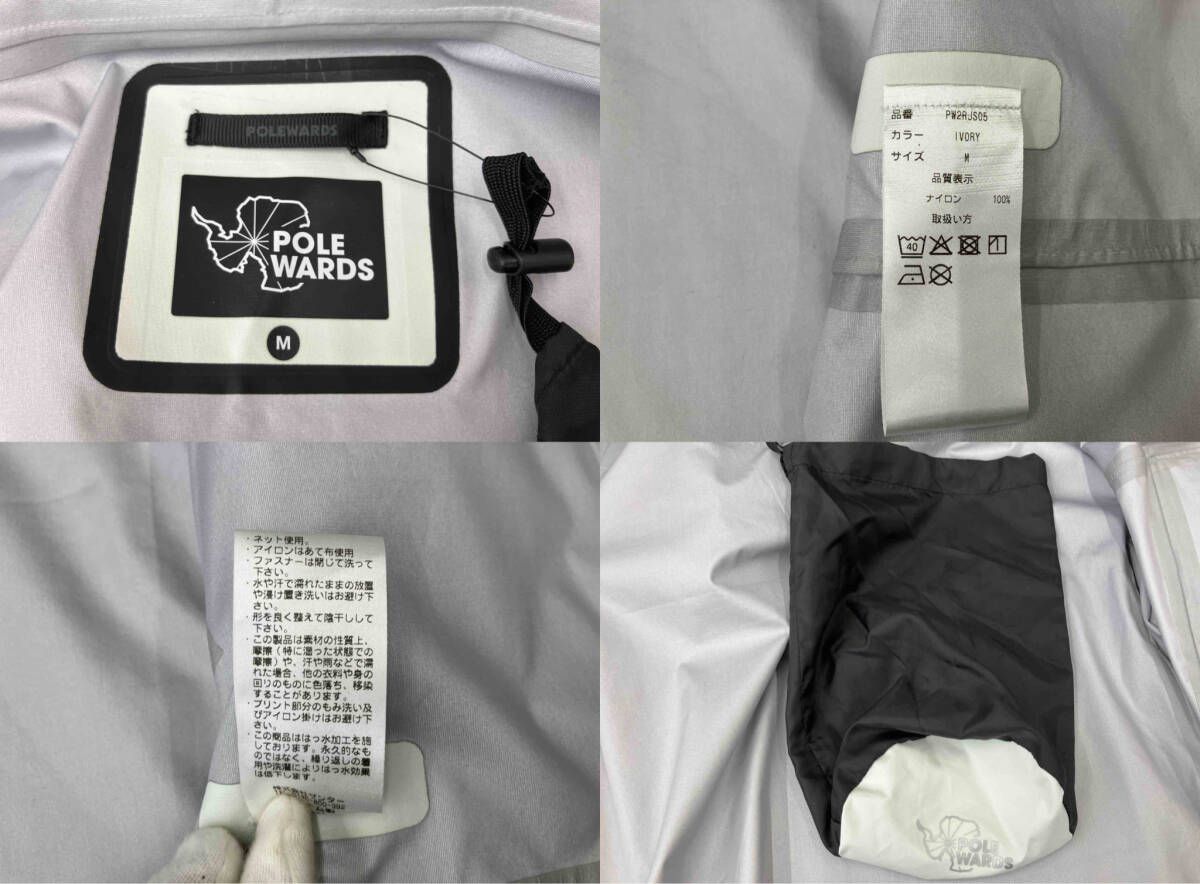 POLEWARDS
POLE
WARDS
M
品番 PW2RJS05
カラー IVORY
サイズ M
品質表示
ナイロン 100%
取扱い方
40
・ネット使用。
・アイロンはあて布使用
・ファスナーは閉じて洗って
下さい。
・水や汗で濡れたままの放置
や浸け置き洗いはお避け下
さい。
・形を良く整えて陰干しして
下さい。
・この製品は素材の性質上、
摩擦(特に湿った状態での
摩擦)や、汗や雨などで濡
れた場合、他の衣料や身の
回りのものに色落ち、移染
することがあります。
・プリント部分のもみ洗い及
びアイロン掛けはお避け下
さい。
・この商品ははっ水加工を施
しております。永久的なも
のではなく、繰り返しの着
用や洗濯によりはっ水効果
は低下します。
株式会社ザンター
POLE
WARDS